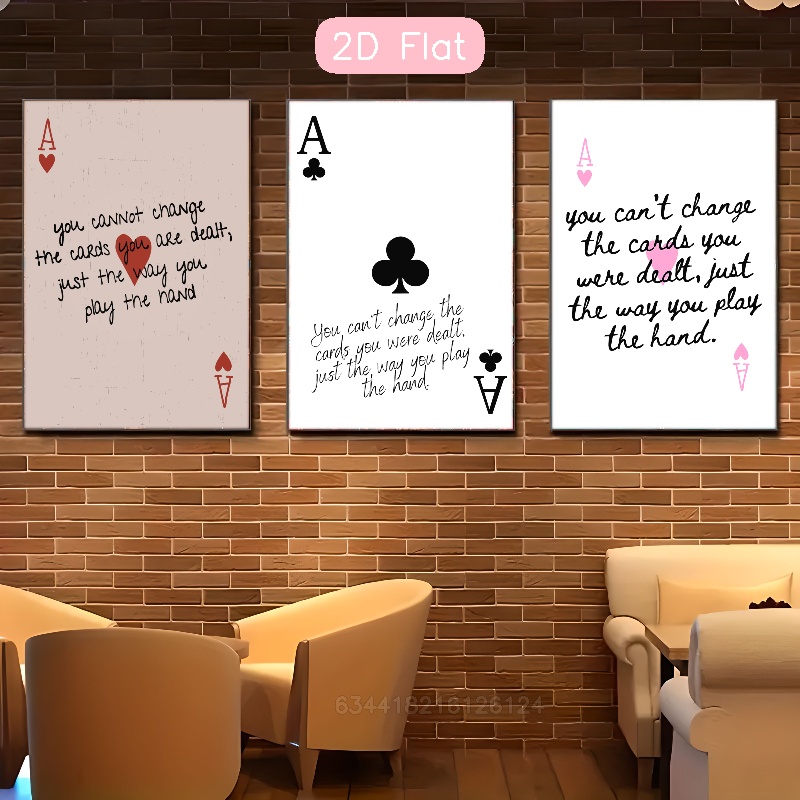 2D Flat
A
you cannot change
the cards you are dealt,
just the way you
play the hand
A
A
You can't change the
cards you were dealt.
just the way you play
the hand.
A
A
you can't change
the cards you
were dealt, just
the way you play
the hand.
A
634418218126124